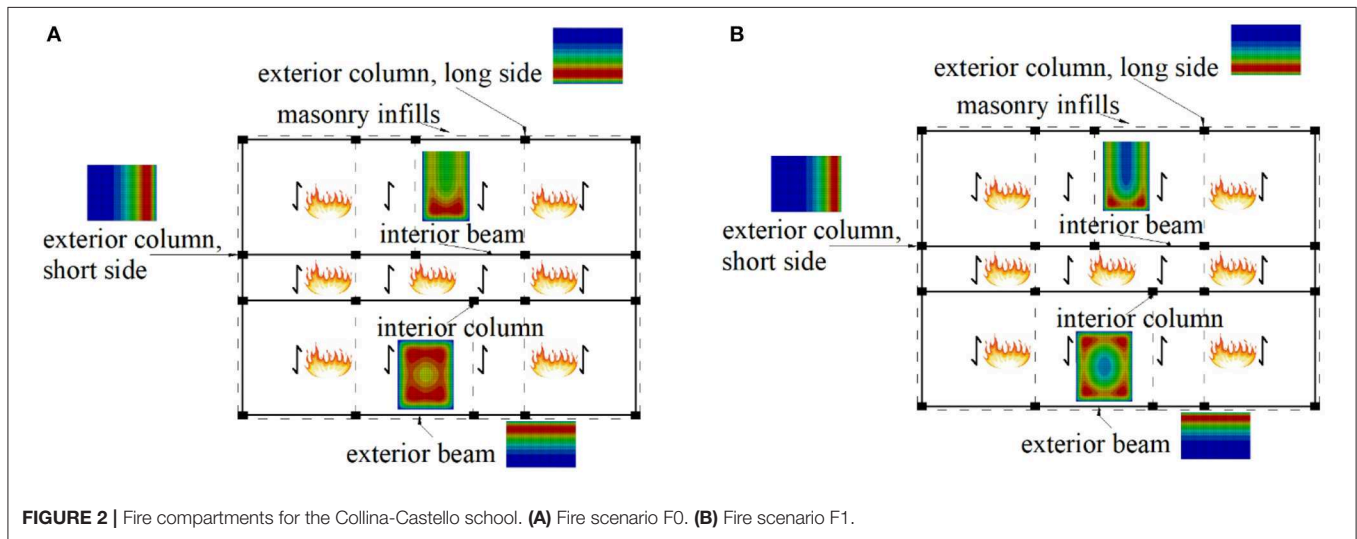 A
exterior column, long side
masonry infills
exterior column,
short side
interior beam
interior column
exterior beam
B
exterior column, long side
masonry infills
exterior column,
short side
interior beam
interior column
exterior beam
FIGURE 2 | Fire compartments for the Collina-Castello school. (A) Fire scenario F0. (B) Fire scenario F1.